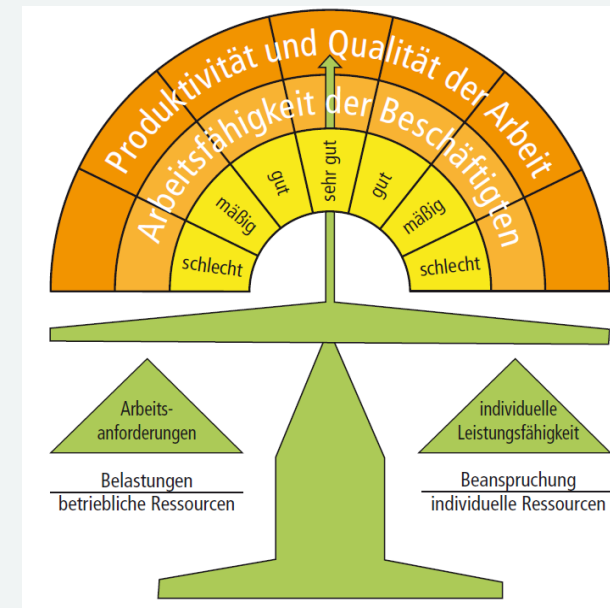 Produktivität und Qualität der Arbeit
Arbeitsfähigkeit der Beschäftigten
schlecht
mäßig
gut
sehr gut
gut
mäßig
schlecht
Arbeits-
anforderungen
Belastungen
betriebliche Ressourcen
individuelle
Leistungsfähigkeit
Beanspruchung
individuelle Ressourcen